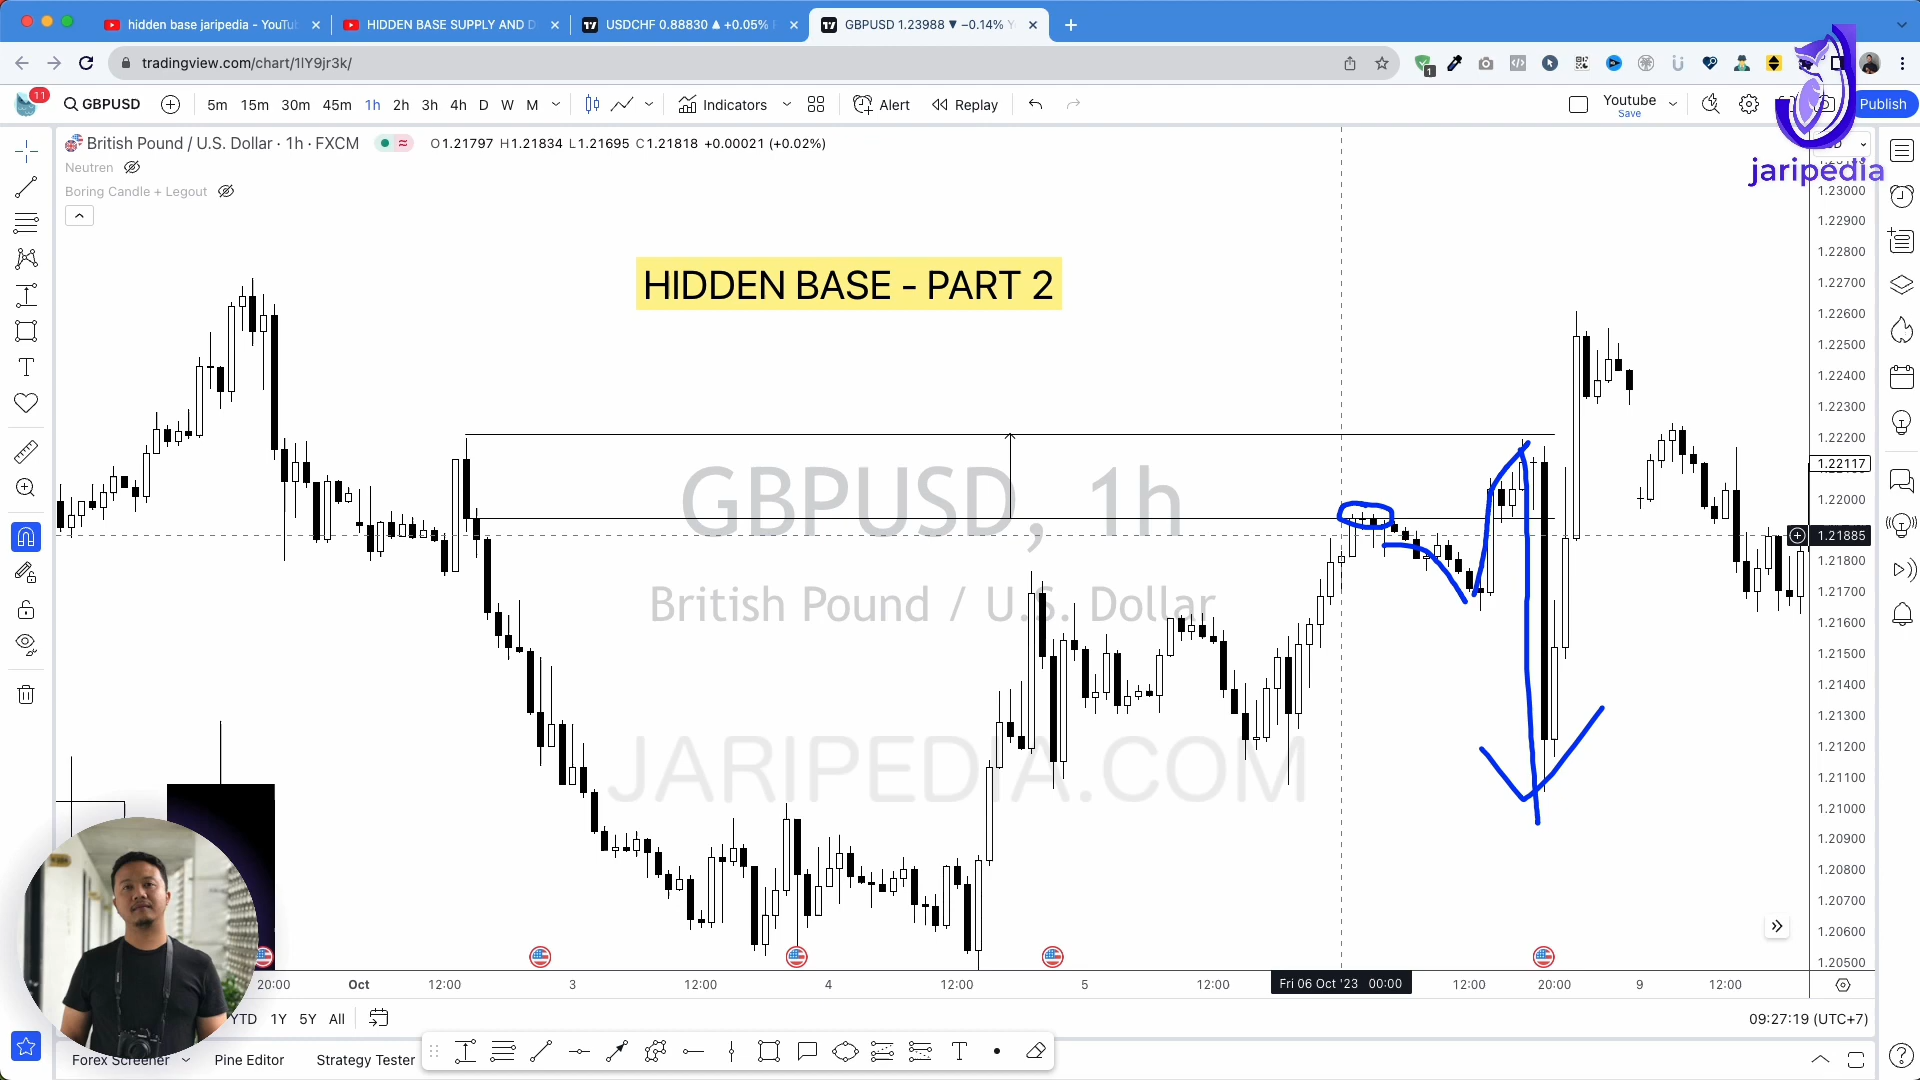 hidden base jaripedia - YouTu
HIDDEN BASE SUPPLY AND D
USDCHF 0.88830 ▲ +0.05%
GBPUSD 1.23988 ▼ −0.14% Y
tradingview.com/chart/1IY9jr3k/
11
GBPUSD
5m 15m 30m 45m 1h 2h 3h 4h D W M
Indicators
Alert
Replay
Youtube
Save
Publish
jaripedia
British Pound / U.S. Dollar · 1h · FXCM
O1.21797 H1.21834 L1.21695 C1.21818 +0.00021 (+0.02%)
Neutren
Boring Candle + Legout
HIDDEN BASE - PART 2
GBPUSD, 1h
British Pound / U.S. Dollar
JARIPEDIA.COM
1.23000
1.22900
1.22800
1.22700
1.22600
1.22500
1.22400
1.22300
1.22200
1.22117
1.22000
1.21885
1.21800
1.21700
1.21600
1.21500
1.21400
1.21300
1.21200
1.21100
1.21000
1.20900
1.20800
1.20700
1.20600
1.20500
20:00 Oct 12:00 3 12:00 4 12:00 5 12:00 Fri 06 Oct '23 00:00 12:00 20:00 9 12:00
YTD 1Y 5Y All
09:27:19 (UTC+7)
Forex Screener
Pine Editor
Strategy Tester